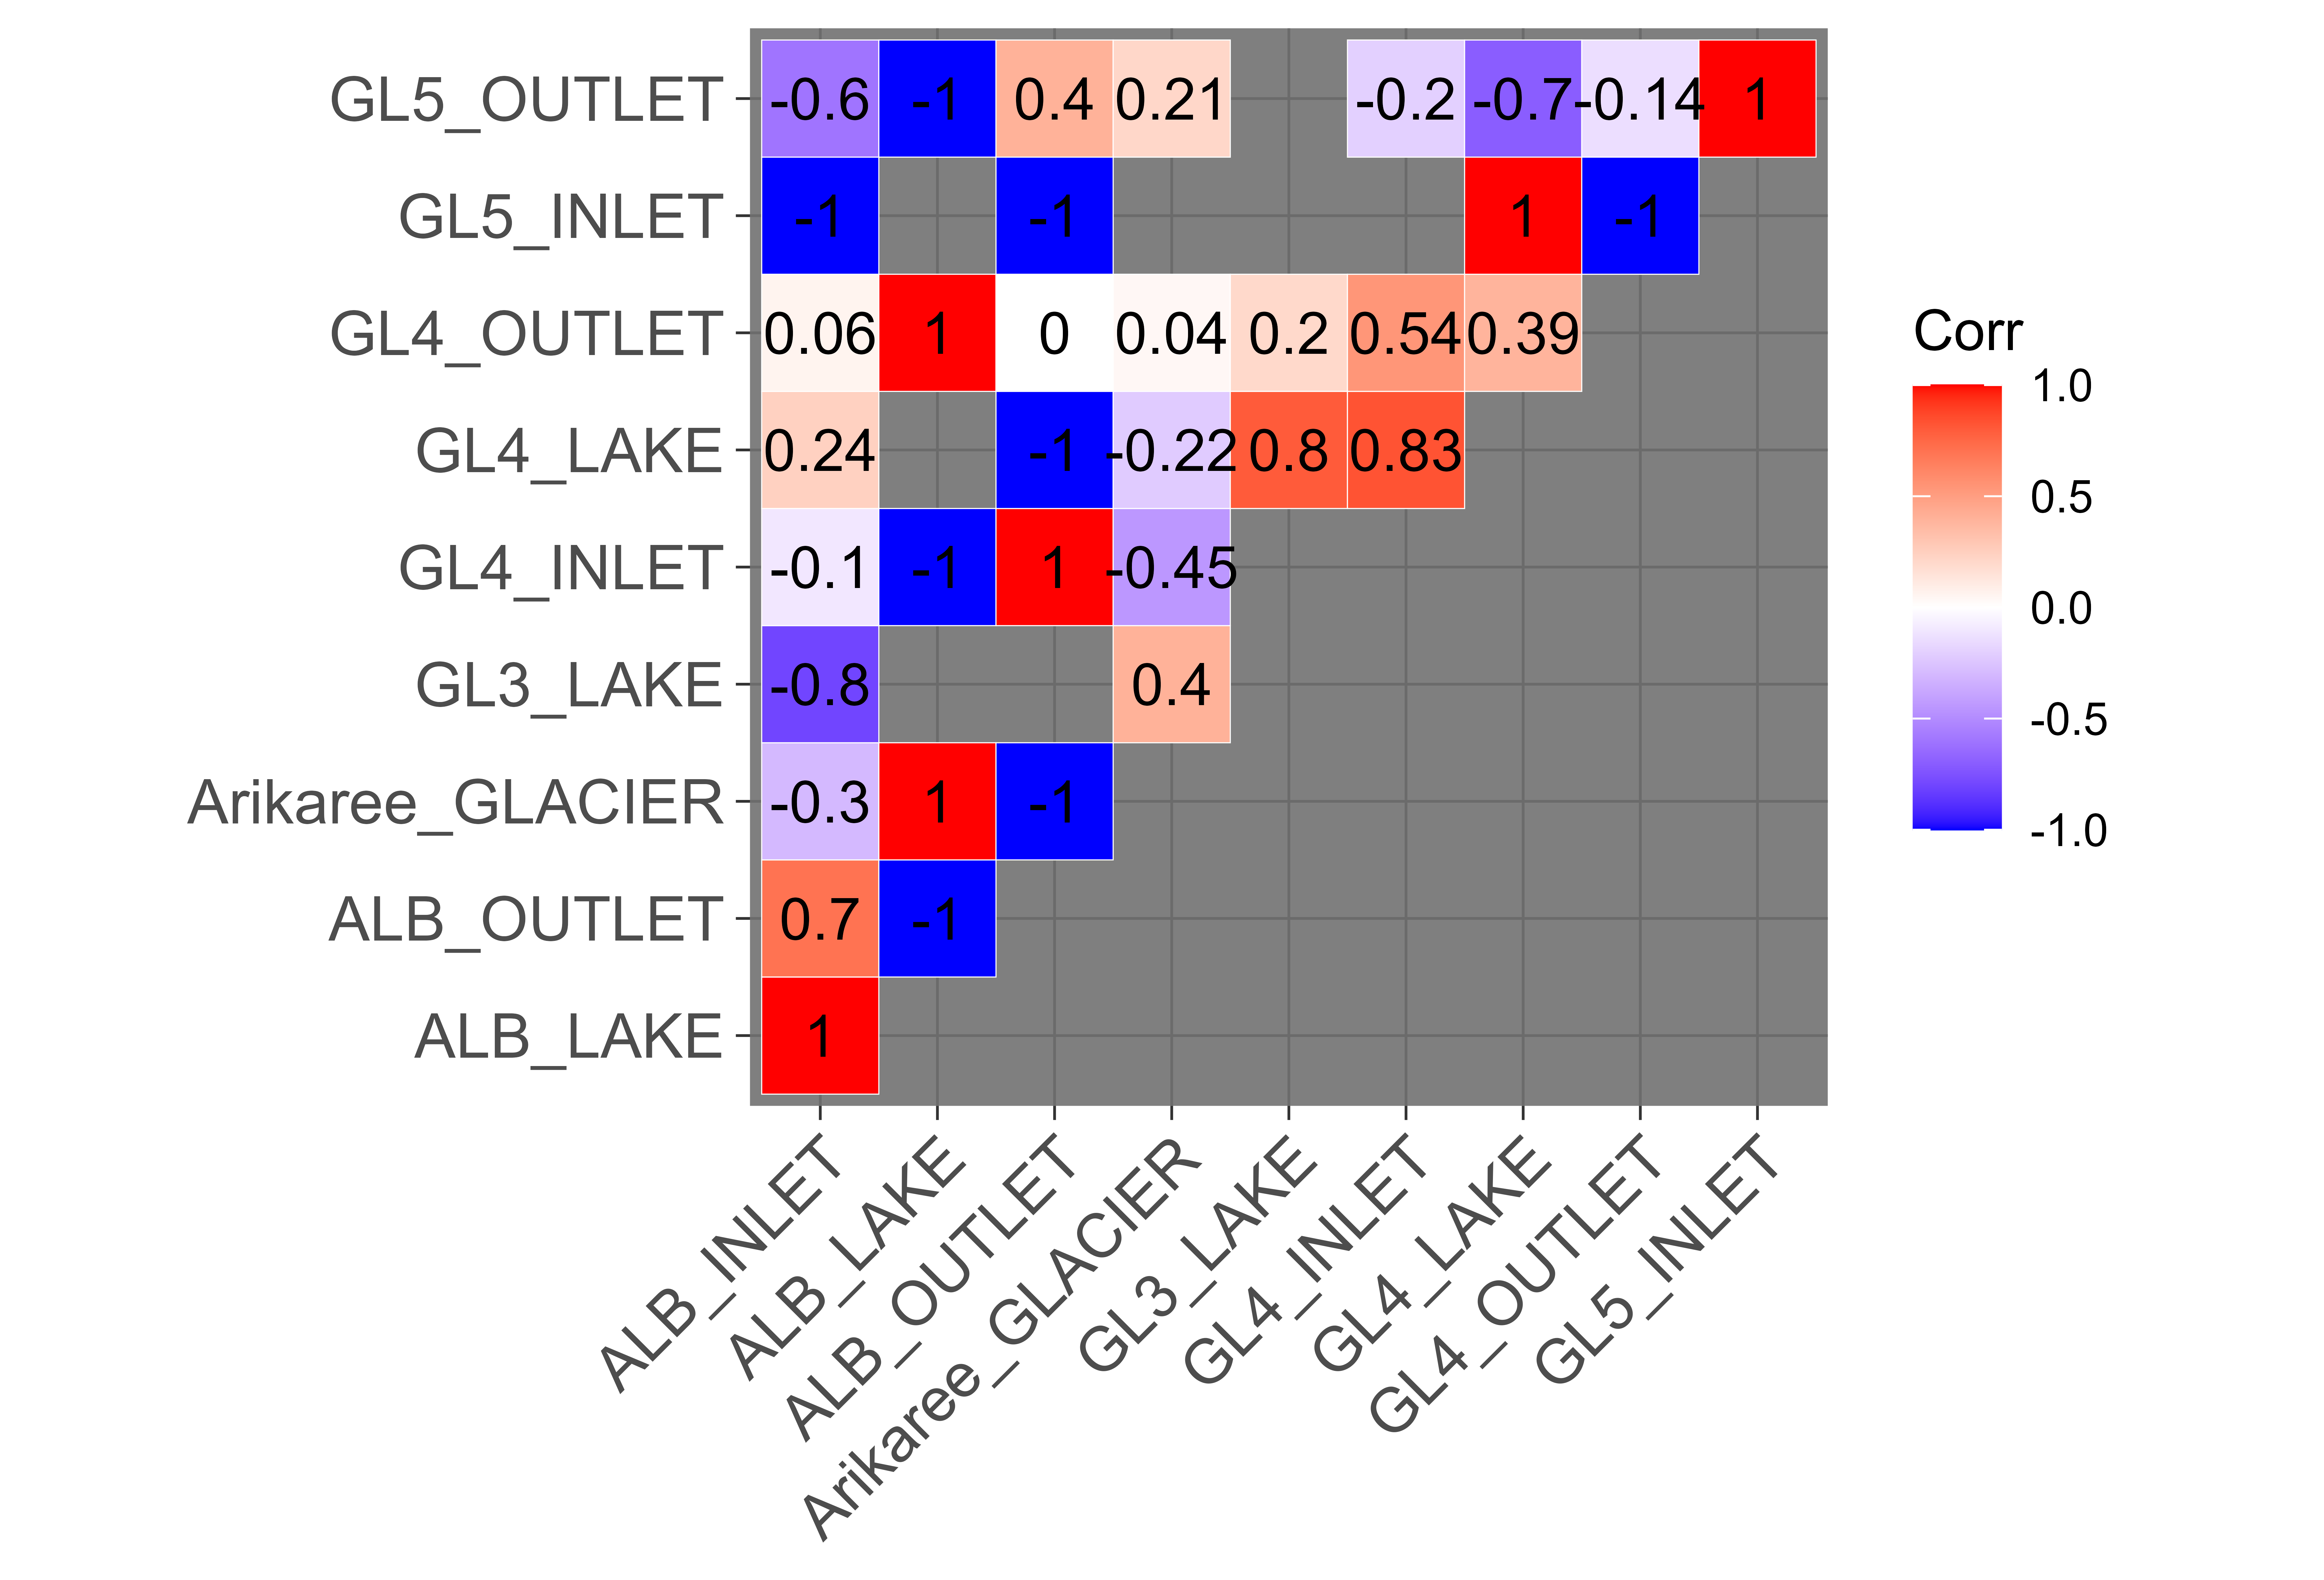 GL5_OUTLET -0.6 -1 0.4 0.21 -0.2 -0.7 -0.14 1
GL5_INLET -1 -1 1 -1
GL4_OUTLET 0.06 1 0 0.04 0.2 0.54 0.39
GL4_LAKE 0.24 -1 -0.22 0.8 0.83
GL4_INLET -0.1 -1 1 -0.45
GL3_LAKE -0.8 0.4
Arikaree_GLACIER -0.3 1 -1
ALB_OUTLET 0.7 -1
ALB_LAKE 1
ALB_INLET
ALB_LAKE
ALB_OUTLET
Arikaree_GLACIER
GL3_LAKE
GL4_INLET
GL4_LAKE
GL4_OUTLET
GL5_INLET
Corr
1.0
0.5
0.0
-0.5
-1.0